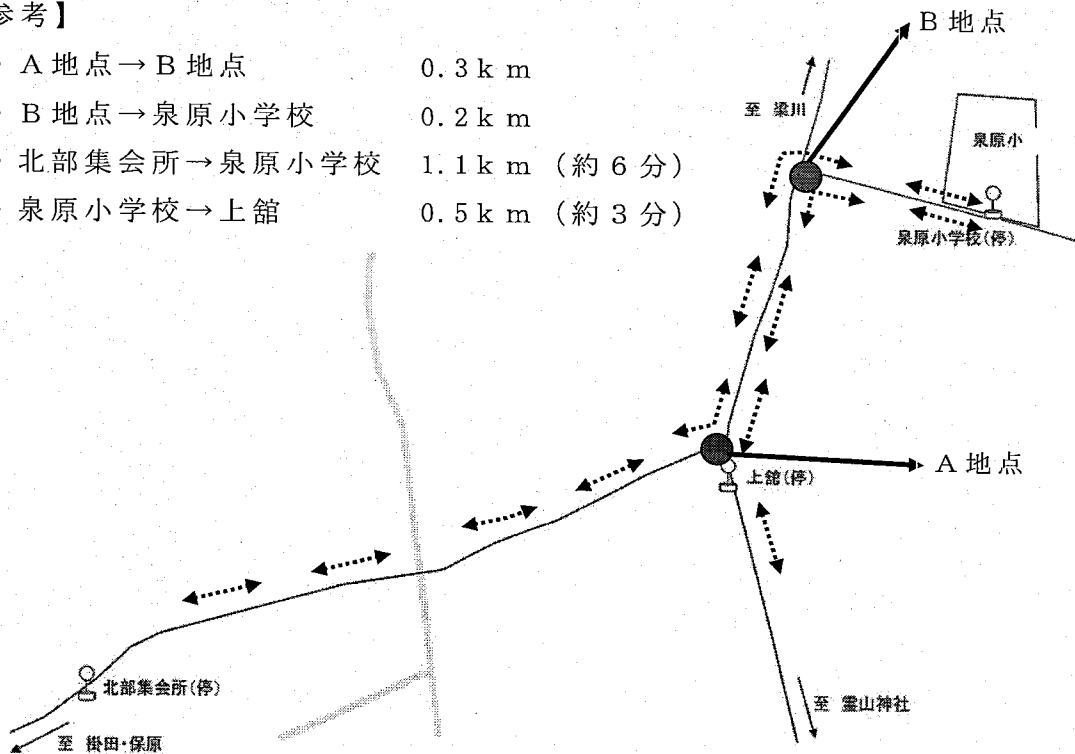 参考】
・A地点→B地点 0.3km
・B地点→泉原小学校 0.2km
・北部集会所→泉原小学校 1.1km (約6分)
・泉原小学校→上舘 0.5km (約3分)
B地点
至 梁川
泉原小
泉原小学校(停)
A地点
上舘(停)
北部集会所(停)
至 霊山神社
至 掛田・保原